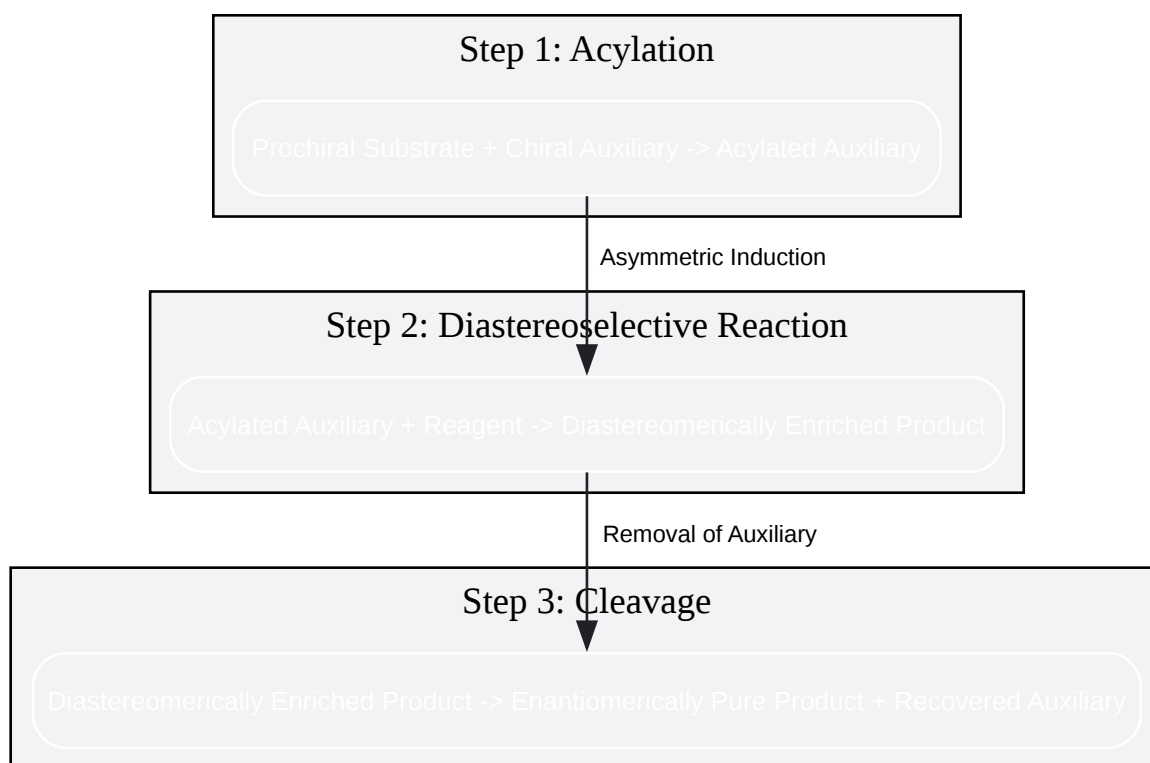 Step 1: Acylation
Prochiral Substrate + Chiral Auxiliary -> Acylated Auxiliary
Asymmetric Induction
Step 2: Diastereoselective Reaction
Acylated Auxiliary + Reagent -> Diastereomerically Enriched Product
Removal of Auxiliary
Step 3: Cleavage
Diastereomerically Enriched Product -> Enantiomerically Pure Product + Recovered Auxiliary